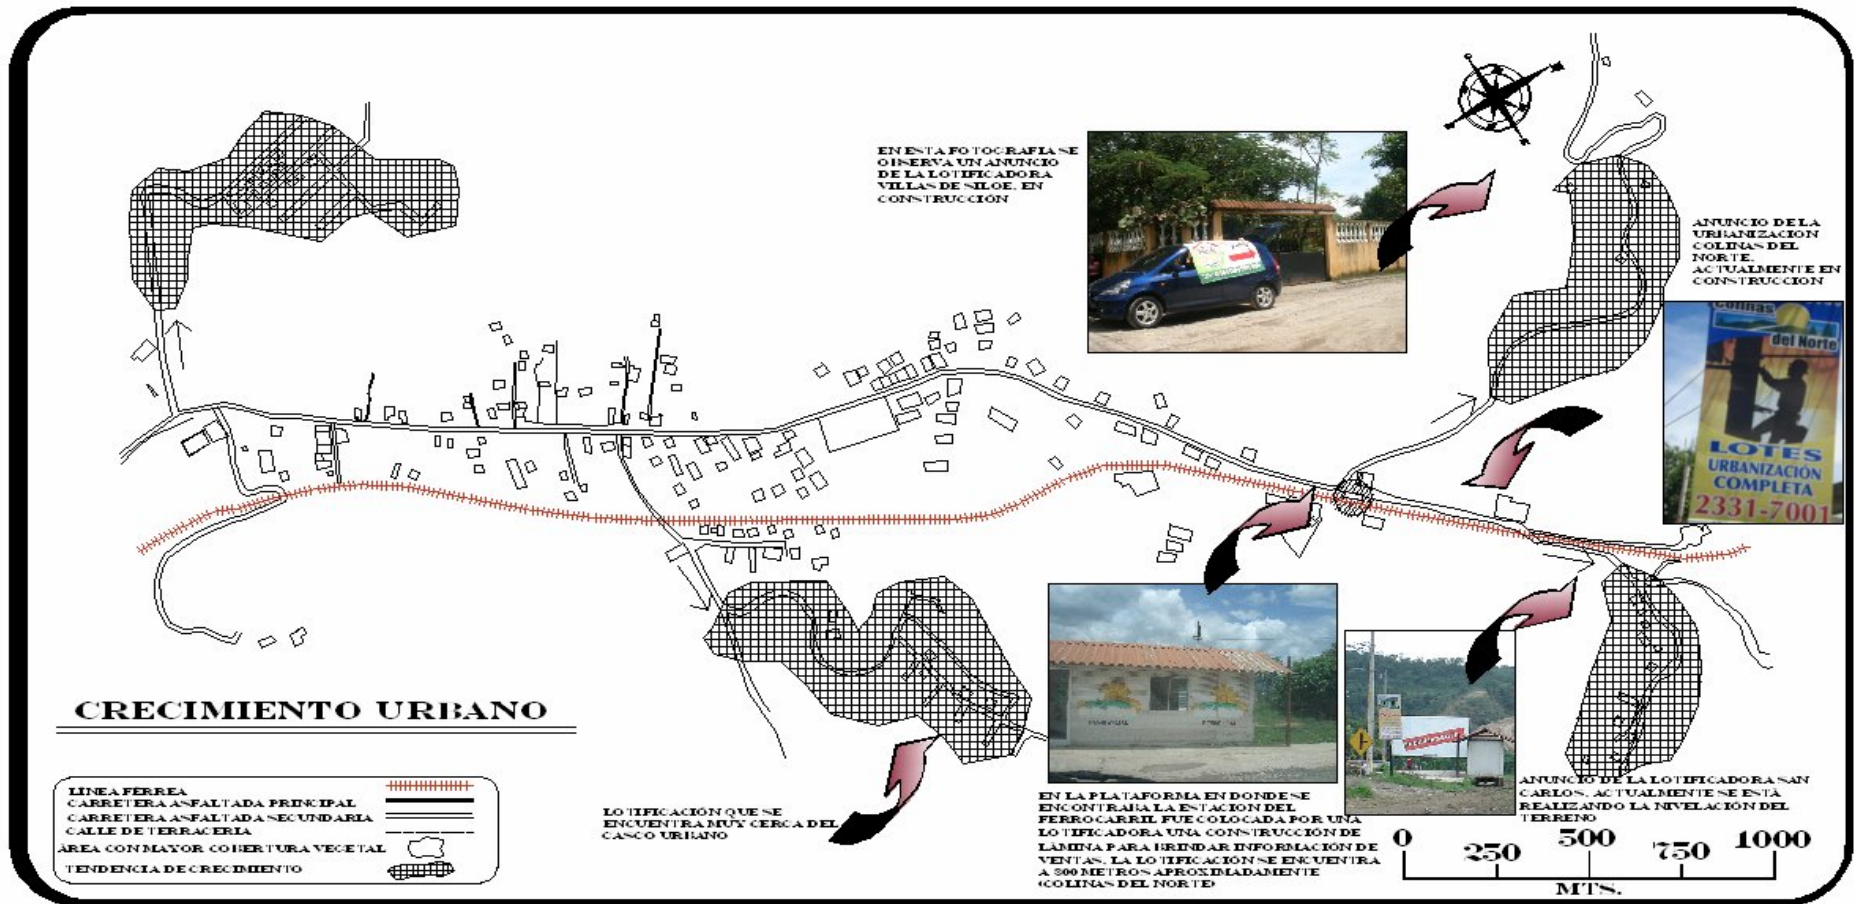 EN ESTA FOTOGRAFIA SE
OBSERVA UN ANUNCIO
DE LA LOTIFICADORA
VILLAS DE SILOE, EN
CONSTRUCCIÓN
ANUNCIO DE LA
URBANIZACION
COLINAS DEL
NORTE.
ACTUALMENTE EN
CONSTRUCCION
Colinas
del Norte
LOTES
URBANIZACIÓN
COMPLETA
2331-7001
CRECIMIENTO URBANO
LÍNEA FÉRREA
CARRETERA ASFALTADA PRINCIPAL
CARRETERA ASFALTADA SECUNDARIA
CALLE DE TERRACERIA
ÁREA CON MAYOR COBERTURA VEGETAL
TENDENCIA DE CRECIMIENTO
LOTIFICACIÓN QUE SE
ENCUENTRA MUY CERCA DEL
CASCO URBANO
EN LA PLATAFORMA EN DONDE SE
ENCONTRABA LA ESTACION DEL
FERROCARRIL FUE COLOCADA POR UNA
LOTIFICADORA UNA CONSTRUCCIÓN DE
LÁMINA PARA BRINDAR INFORMACIÓN DE
VENTAS. LA LOTIFICACIÓN SE ENCUENTRA
A 800 METROS APROXIMADAMENTE
(COLINAS DEL NORTE)
ANUNCIO DE LA LOTIFICADORA SAN
CARLOS. ACTUALMENTE SE ESTÁ
REALIZANDO LA NIVELACIÓN DEL
TERRENO
0 250 500 750 1000
MTS.